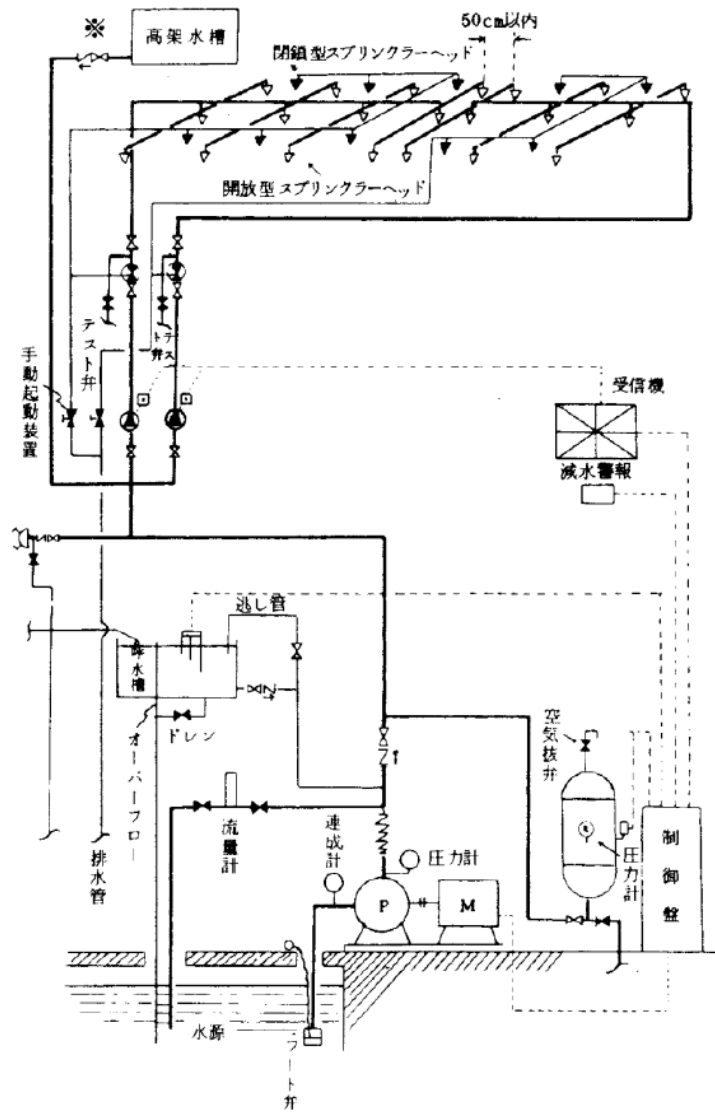 ※
高架水槽
50cm以内
閉鎖型スプリンクラーヘッド
開放型スプリンクラーヘッド
テスト弁
テスト弁
手動起動装置
受信機
減水警報
逃し管
呼水槽
ドレン
オーバーフロー
排水管
流量計
連成計
圧力計
P
M
空気抜弁
圧力計
制御盤
水源
フート弁